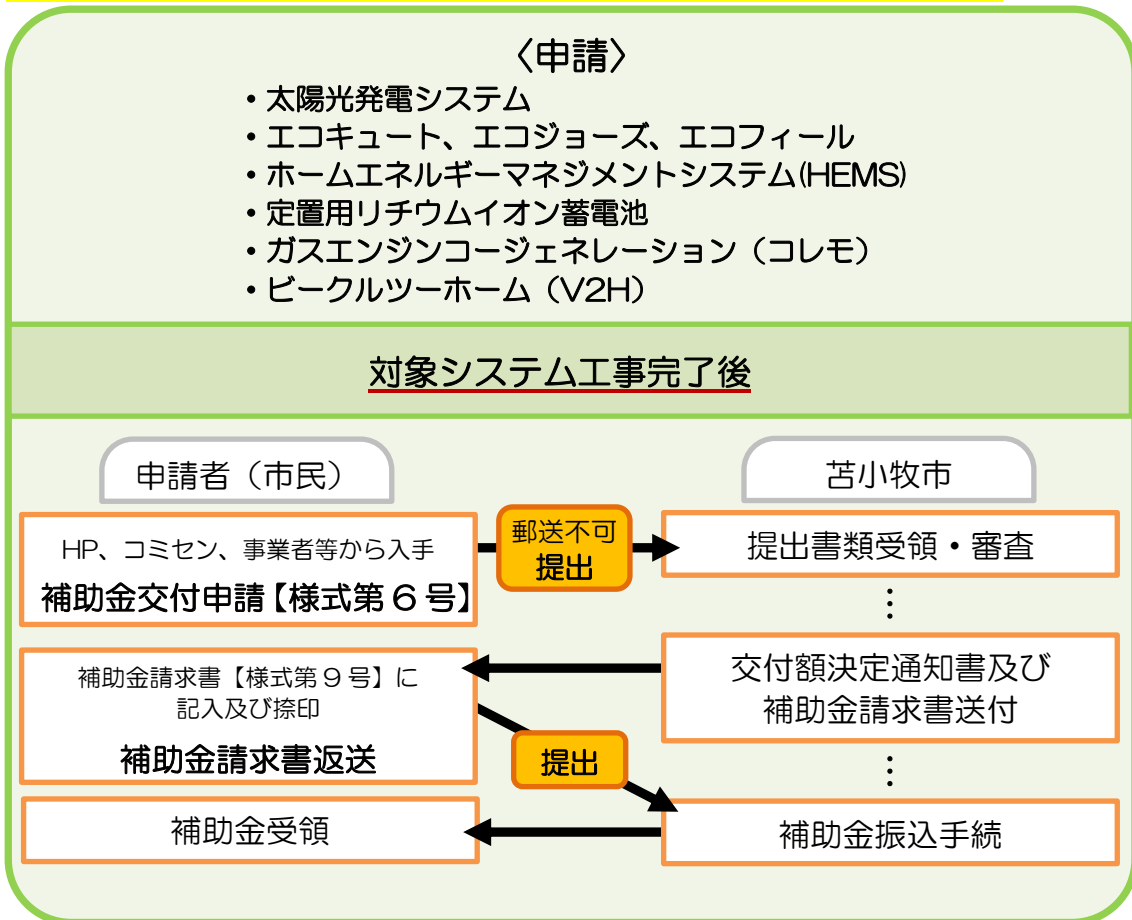 〈申請〉
・太陽光発電システム
・エコキュート、エコジョーズ、エコフィール
・ホームエネルギーマネジメントシステム(HEMS)
・定置用リチウムイオン蓄電池
・ガスエンジンコージェネレーション（コレモ）
・ビークルツーホーム（V2H）
対象システム工事完了後
申請者（市民）
苫小牧市
HP、コミセン、事業者等から入手
補助金交付申請【様式第６号】
郵送不可
提出
提出書類受領・審査
⋮
交付額決定通知書及び
補助金請求書送付
補助金請求書【様式第９号】に
記入及び捺印
補助金請求書返送
提出
⋮
補助金振込手続
補助金受領